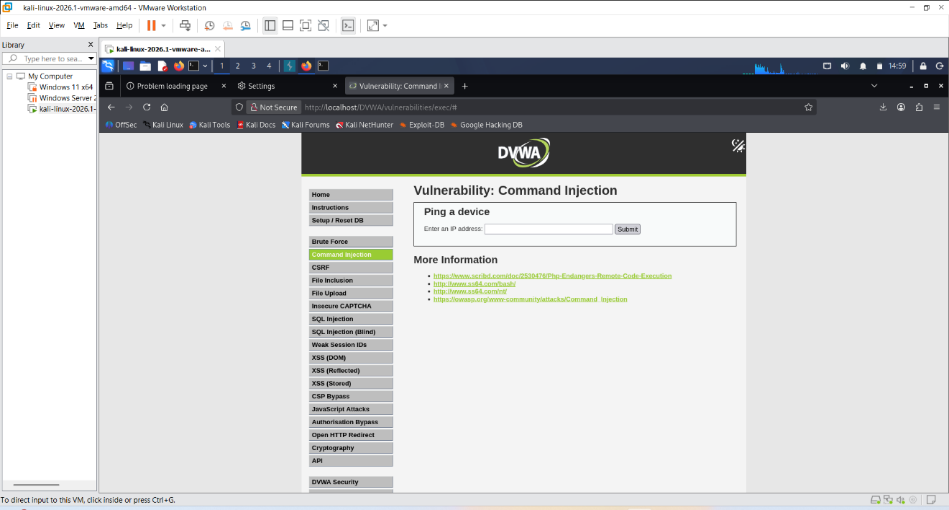 kali-linux-2026.1-vmware-amd64 - VMware Workstation
File Edit View VM Tabs Help
Library
Type here to sea...
My Computer
Windows 11 x64
Windows Server 2
kali-linux-2026.1-
kali-linux-2026.1-vmware-a...
1 2 3 4
14:59
Problem loading page
Settings
Vulnerability: Command I
Not Secure http://localhost/DVWA/vulnerabilities/exec/#
OffSec Kali Linux Kali Tools Kali Docs Kali Forums Kali NetHunter Exploit-DB Google Hacking DB
DVWA
Home
Instructions
Setup / Reset DB
Brute Force
Command Injection
CSRF
File Inclusion
File Upload
Insecure CAPTCHA
SQL Injection
SQL Injection (Blind)
Weak Session IDs
XSS (DOM)
XSS (Reflected)
XSS (Stored)
CSP Bypass
JavaScript Attacks
Authorisation Bypass
Open HTTP Redirect
Cryptography
API
DVWA Security
Vulnerability: Command Injection
Ping a device
Enter an IP address: Submit
More Information
https://www.scribd.com/doc/2530476/Php-Endangers-Remote-Code-Execution
http://www.ss64.com/bash/
http://www.ss64.com/nt/
https://owasp.org/www-community/attacks/Command_Injection
To direct input to this VM, click inside or press Ctrl+G.